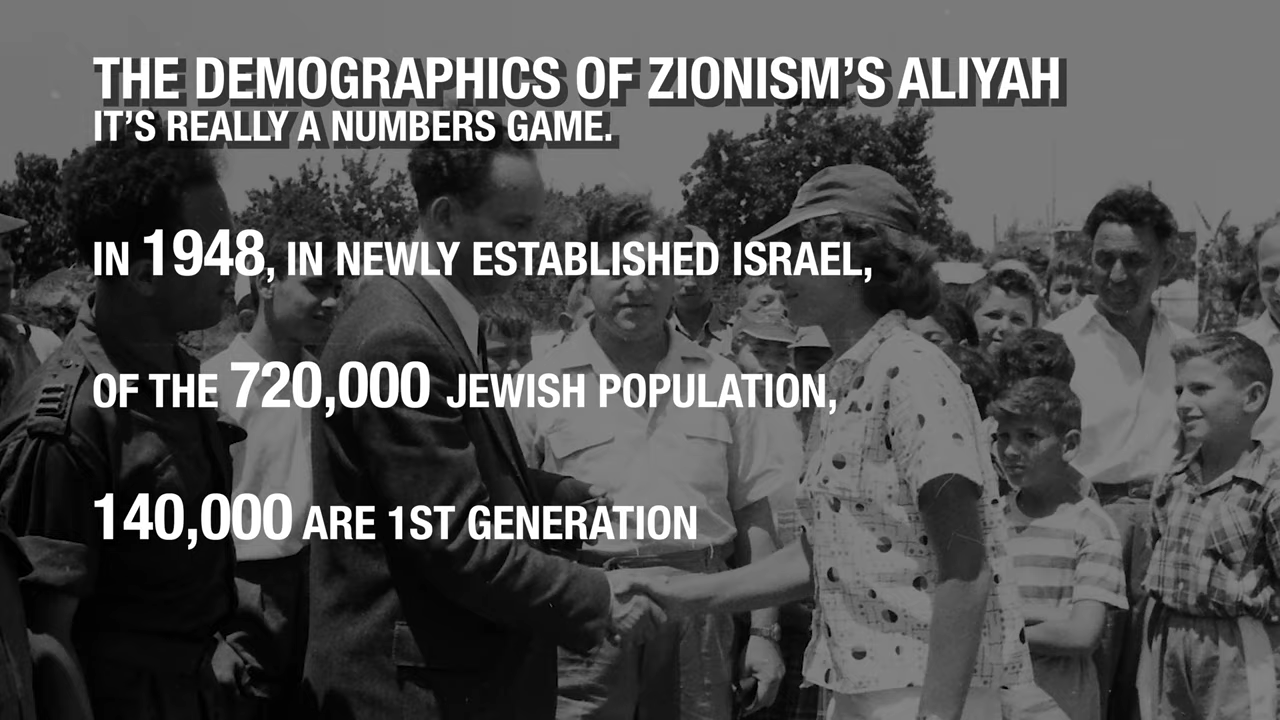 THE DEMOGRAPHICS OF ZIONISM'S ALIYAH
IT'S REALLY A NUMBERS GAME.
IN 1948, IN NEWLY ESTABLISHED ISRAEL,
OF THE 720,000 JEWISH POPULATION,
140,000 ARE 1ST GENERATION